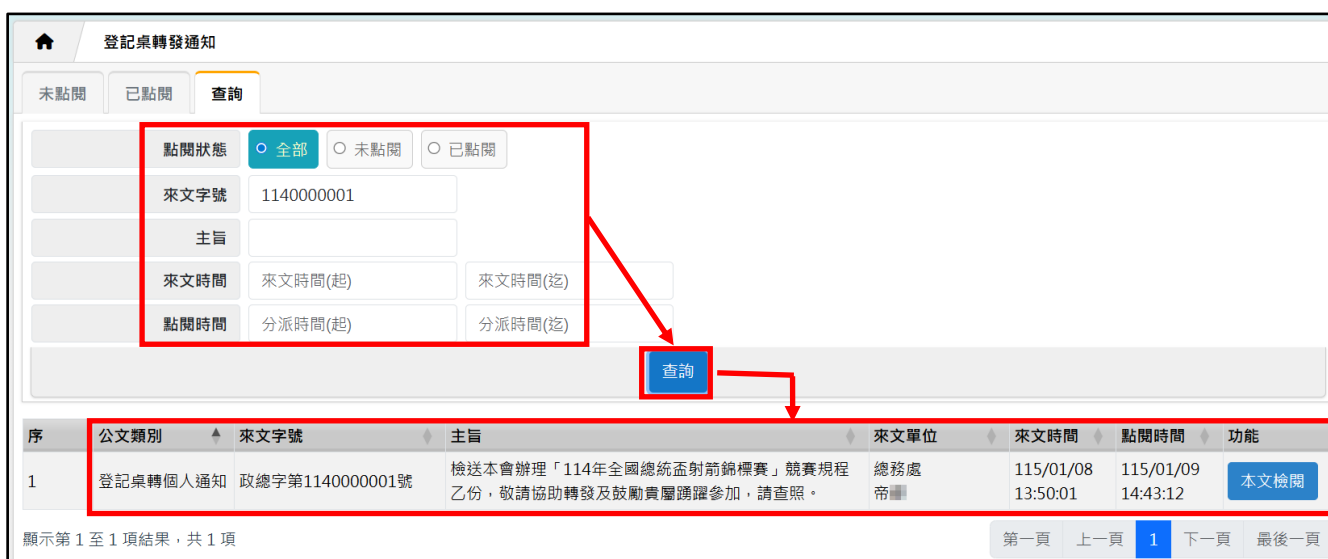 登記桌轉發通知
未點閱 已點閱 查詢
點閱狀態 全部 未點閱 已點閱
來文字號 1140000001
主旨
來文時間 來文時間(起) 來文時間(迄)
點閱時間 分派時間(起) 分派時間(迄)
查詢
序 公文類別 來文字號 主旨 來文單位 來文時間 點閱時間 功能
1 登記桌轉個人通知 政總字第1140000001號 檢送本會辦理「114年全國總統盃射箭錦標賽」競賽規程 總務處 115/01/08 115/01/09 本文檢閱
乙份,敬請協助轉發及鼓勵貴屬踴躍參加,請查照。 帝 13:50:01 14:43:12
顯示第 1 至 1 項結果,共 1 項 第一頁 上一頁 1 下一頁 最後一頁